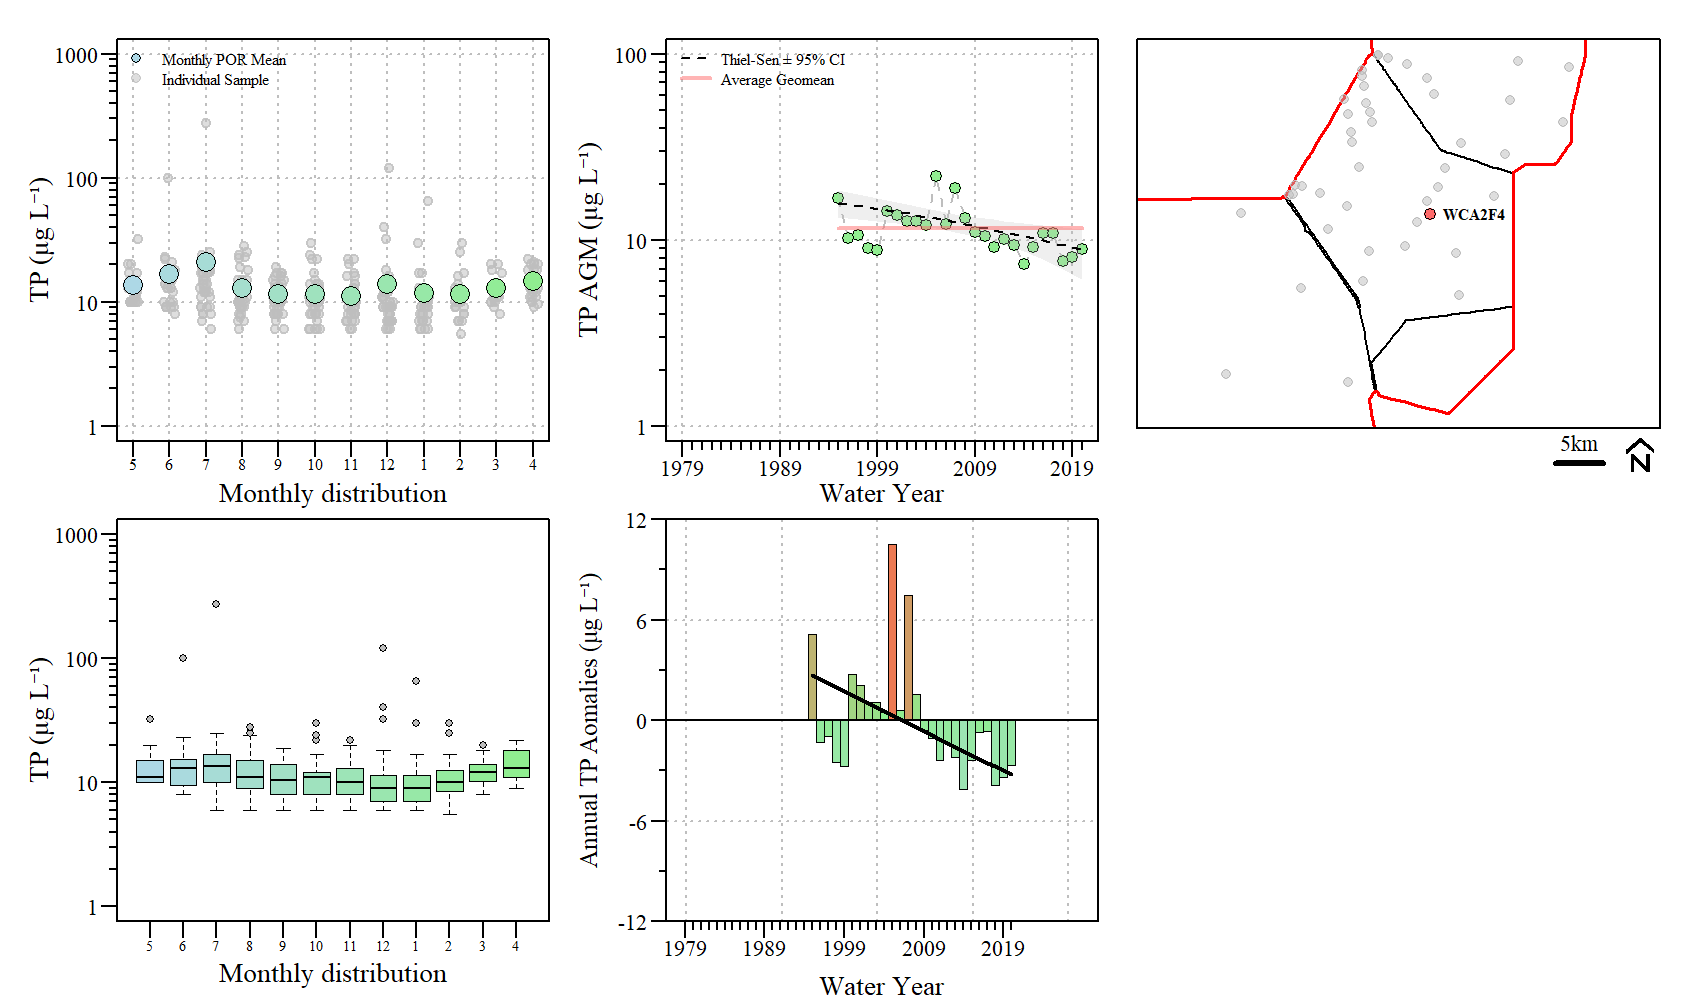 1000
100
10
1
TP (µg L⁻¹)
Monthly POR Mean
Individual Sample
5 6 7 8 9 10 11 12 1 2 3 4
Monthly distribution
100
10
1
TP AGM (µg L⁻¹)
Thiel-Sen ± 95% CI
Average Geomean
1979 1989 1999 2009 2019
Water Year
WCA2F4
5km
N
1000
100
10
1
TP (µg L⁻¹)
5 6 7 8 9 10 11 12 1 2 3 4
Monthly distribution
12
6
0
-6
-12
Annual TP Aomalies (µg L⁻¹)
1979 1989 1999 2009 2019
Water Year